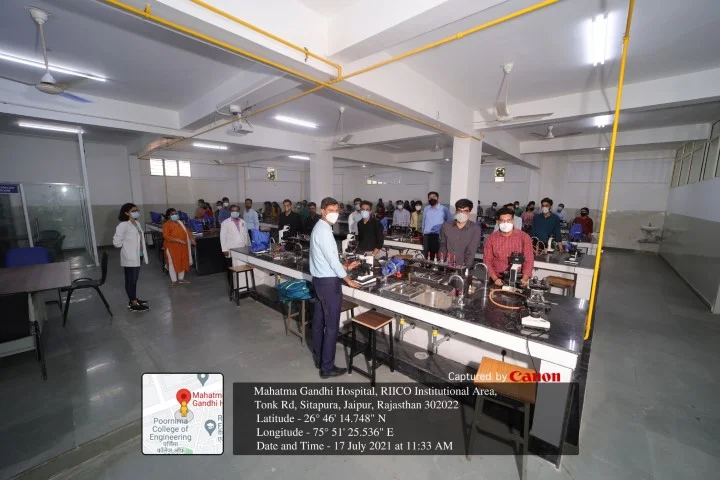 Captured by Canon
Mahatma
Gandhi H
Poornima
College of
Engineering
Mahatma Gandhi Hospital, RIICO Institutional Area,
Tonk Rd, Sitapura, Jaipur, Rajasthan 302022
Latitude - 26° 46' 14.748" N
Longitude - 75° 51' 25.536" E
Date and Time - 17 July 2021 at 11:33 AM